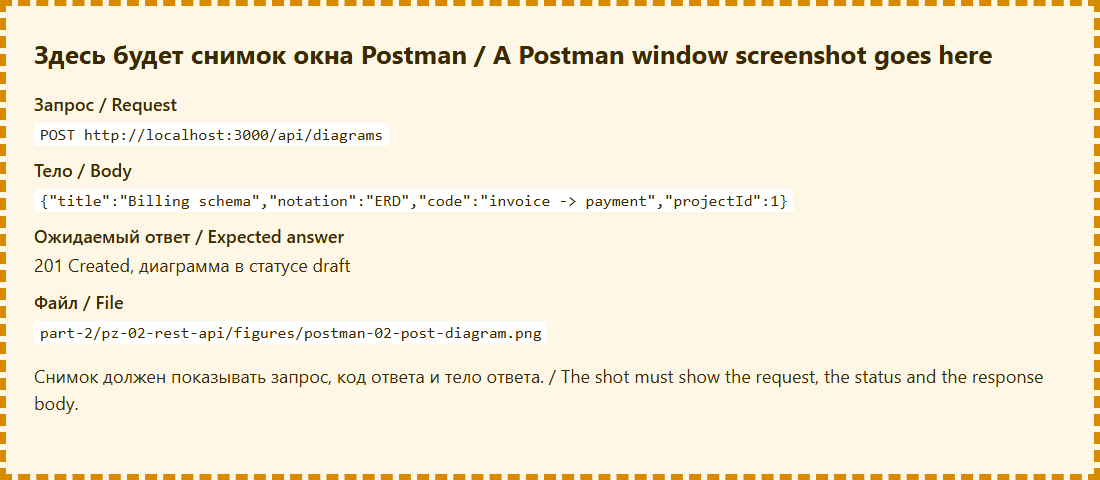 Здесь будет снимок окна Postman / A Postman window screenshot goes here
Запрос / Request
POST http://localhost:3000/api/diagrams
Тело / Body
{"title":"Billing schema","notation":"ERD","code":"invoice -> payment","projectId":1}
Ожидаемый ответ / Expected answer
201 Created, диаграмма в статусе draft
Файл / File
part-2/pz-02-rest-api/figures/postman-02-post-diagram.png
Снимок должен показывать запрос, код ответа и тело ответа. / The shot must show the request, the status and the response
body.